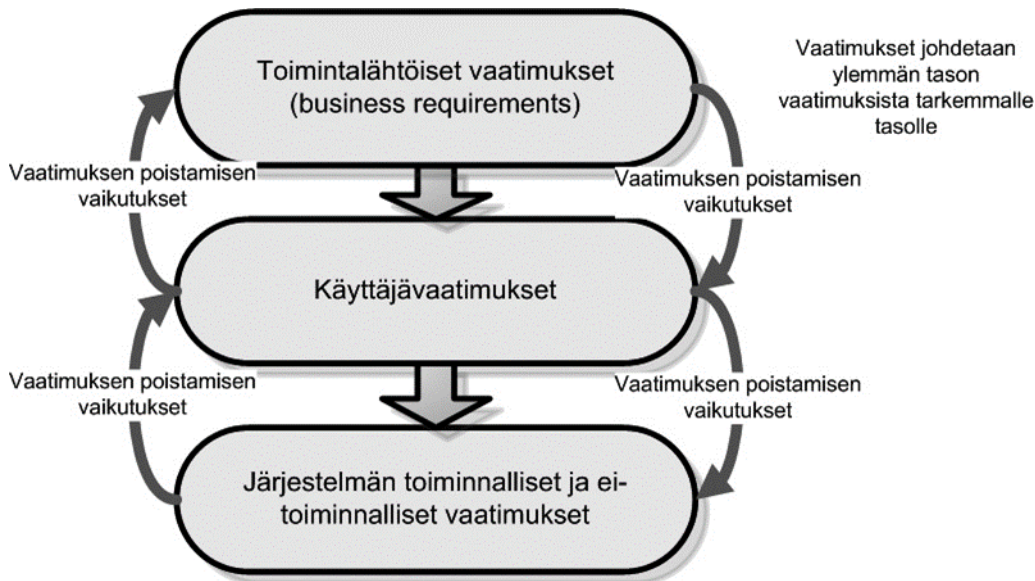 Toimintalähtöiset vaatimukset
(business requirements)
Vaatimukset johdetaan
ylemmän tason
vaatimuksista tarkemmalle
tasolle
Vaatimuksen poistamisen
vaikutukset
Vaatimuksen poistamisen
vaikutukset
Käyttäjävaatimukset
Vaatimuksen poistamisen
vaikutukset
Vaatimuksen poistamisen
vaikutukset
Järjestelmän toiminnalliset ja ei-
toiminnalliset vaatimukset